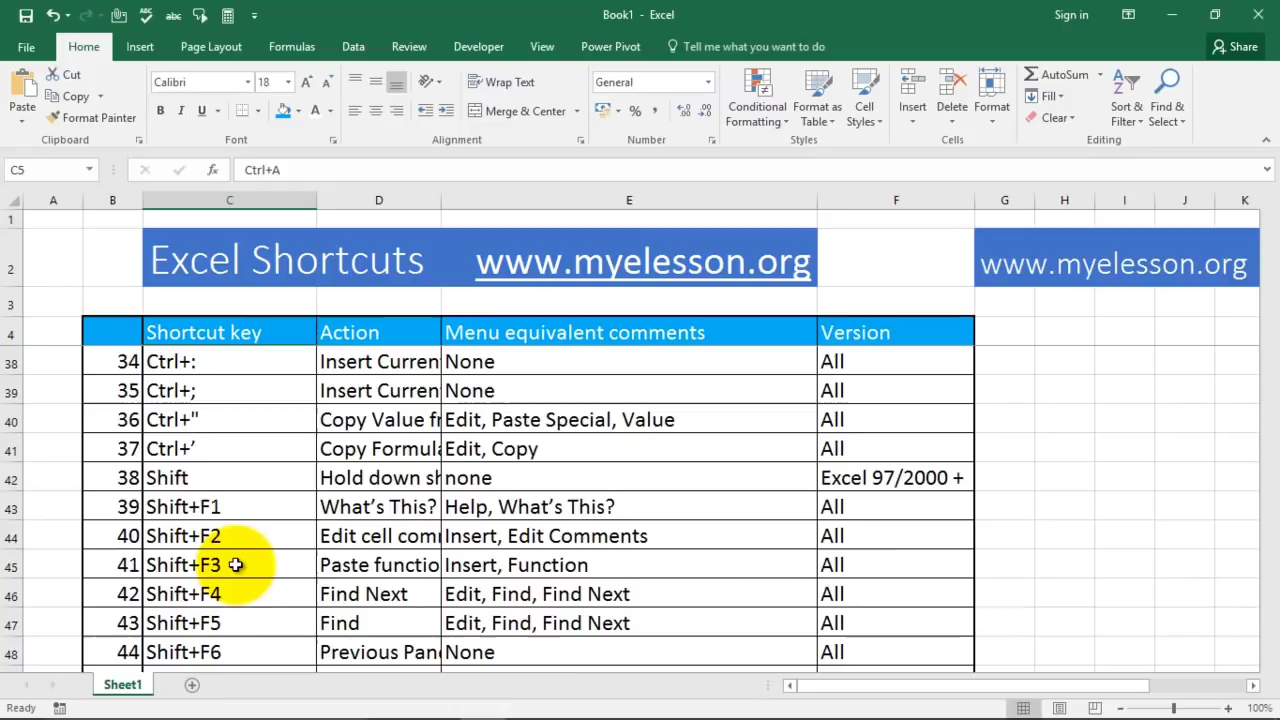 Book1 - Excel
Sign in
File Home Insert Page Layout Formulas Data Review Developer View Power Pivot Tell me what you want to do Share
Paste Cut Copy Format Painter Clipboard
Calibri 18 B I U A Font
Wrap Text Merge & Center Alignment
General % , Number
Conditional Formatting Format as Table Cell Styles Styles
Insert Delete Format Cells
AutoSum Fill Clear Sort & Filter Find & Select Editing
C5 fx Ctrl+A
A B C D E F G H I J K
1
2 Excel Shortcuts www.myelesson.org www.myelesson.org
3
4 Shortcut key Action Menu equivalent comments Version
38 34 Ctrl+: Insert Curren None All
39 35 Ctrl+; Insert Curren None All
40 36 Ctrl+" Copy Value fr Edit, Paste Special, Value All
41 37 Ctrl+’ Copy Formula Edit, Copy All
42 38 Shift Hold down sh none Excel 97/2000 +
43 39 Shift+F1 What’s This? Help, What’s This? All
44 40 Shift+F2 Edit cell com Insert, Edit Comments All
45 41 Shift+F3 Paste functio Insert, Function All
46 42 Shift+F4 Find Next Edit, Find, Find Next All
47 43 Shift+F5 Find Edit, Find, Find Next All
48 44 Shift+F6 Previous Pan None All
Sheet1
Ready 100%